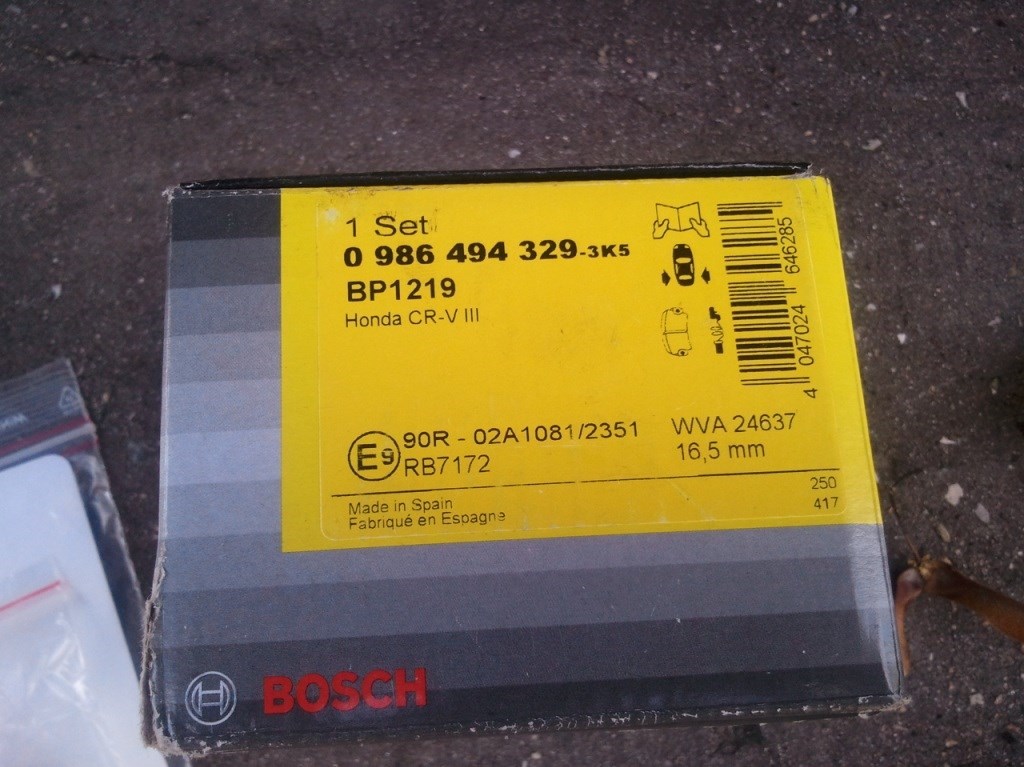 1 Set
0 986 494 329-3K5
BP1219
Honda CR-V III
4 047024 646285
E9
90R - 02A1081/2351
RB7172
WVA 24637
16,5 mm
250
417
Made in Spain
Fabriqué en Espagne
BOSCH